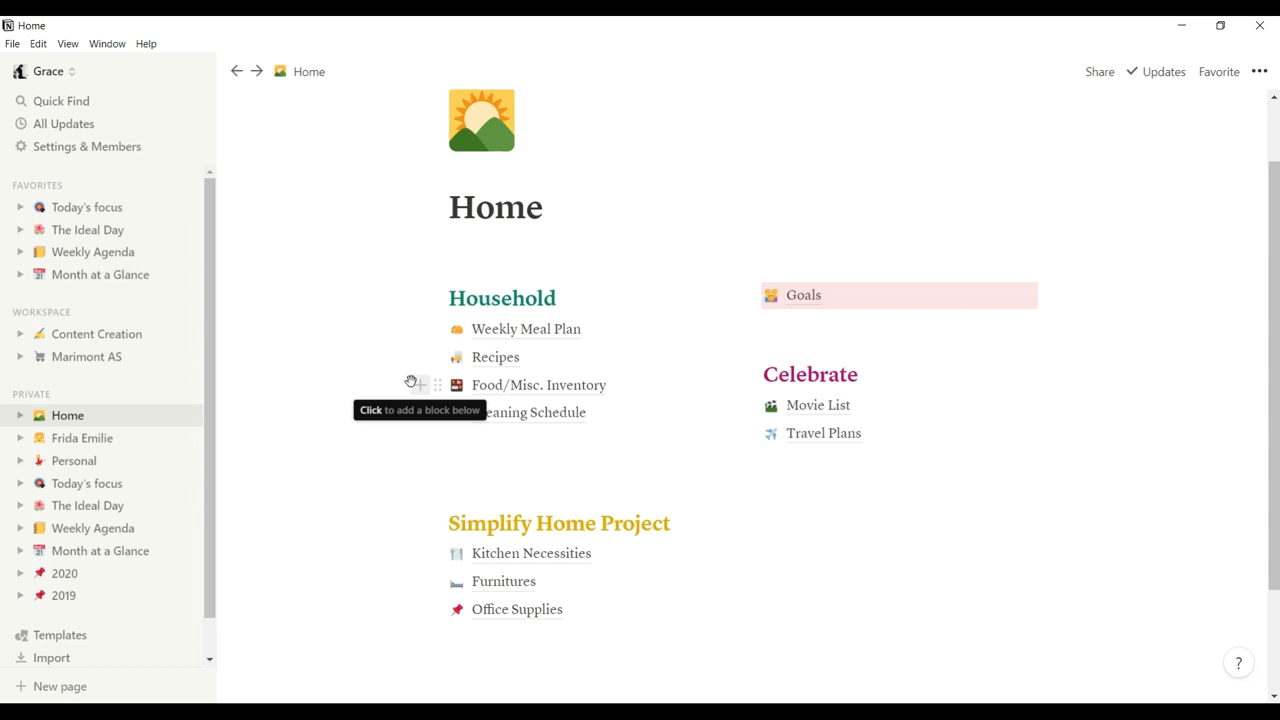 Home
File Edit View Window Help
Grace
Quick Find
All Updates
Settings & Members
FAVORITES
Today's focus
The Ideal Day
Weekly Agenda
Month at a Glance
WORKSPACE
Content Creation
Marimont AS
PRIVATE
Home
Frida Emilie
Personal
Today's focus
The Ideal Day
Weekly Agenda
Month at a Glance
2020
2019
Templates
Import
New page
Home
Share Updates Favorite
Home
Household
Weekly Meal Plan
Recipes
Food/Misc. Inventory
Click to add a block below
eaning Schedule
Goals
Celebrate
Movie List
Travel Plans
Simplify Home Project
Kitchen Necessities
Furnitures
Office Supplies
?